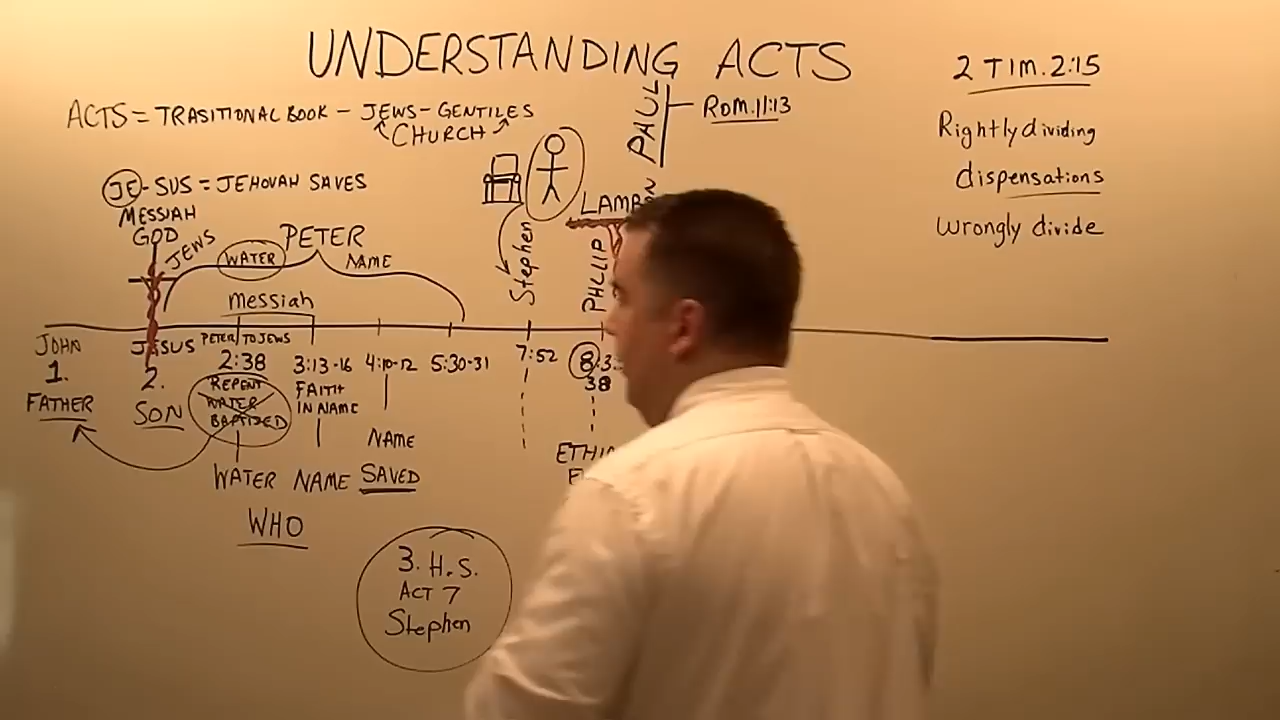 UNDERSTANDING ACTS
2 TIM. 2:15
Rightly dividing
dispensations
wrongly divide
ACTS = TRASITIONAL BOOK - JEWS - GENTILES
CHURCH
PAUL
Rom. 11:13
JE-SUS = JEHOVAH SAVES
MESSIAH
GOD
JEWS
PETER
WATER
NAME
messiah
Stephen
LAMB
PHILLIP
JOHN
1.
FATHER
JESUS
2.
SON
PETER/TO JEWS
2:38
REPENT
WATER
BAPTIZED
WATER
WHO
3:13-16
FAITH
IN NAME
NAME
4:10-12
NAME
SAVED
5:30-31
7:52
8:3
38
3. H.S.
ACT 7
Stephen